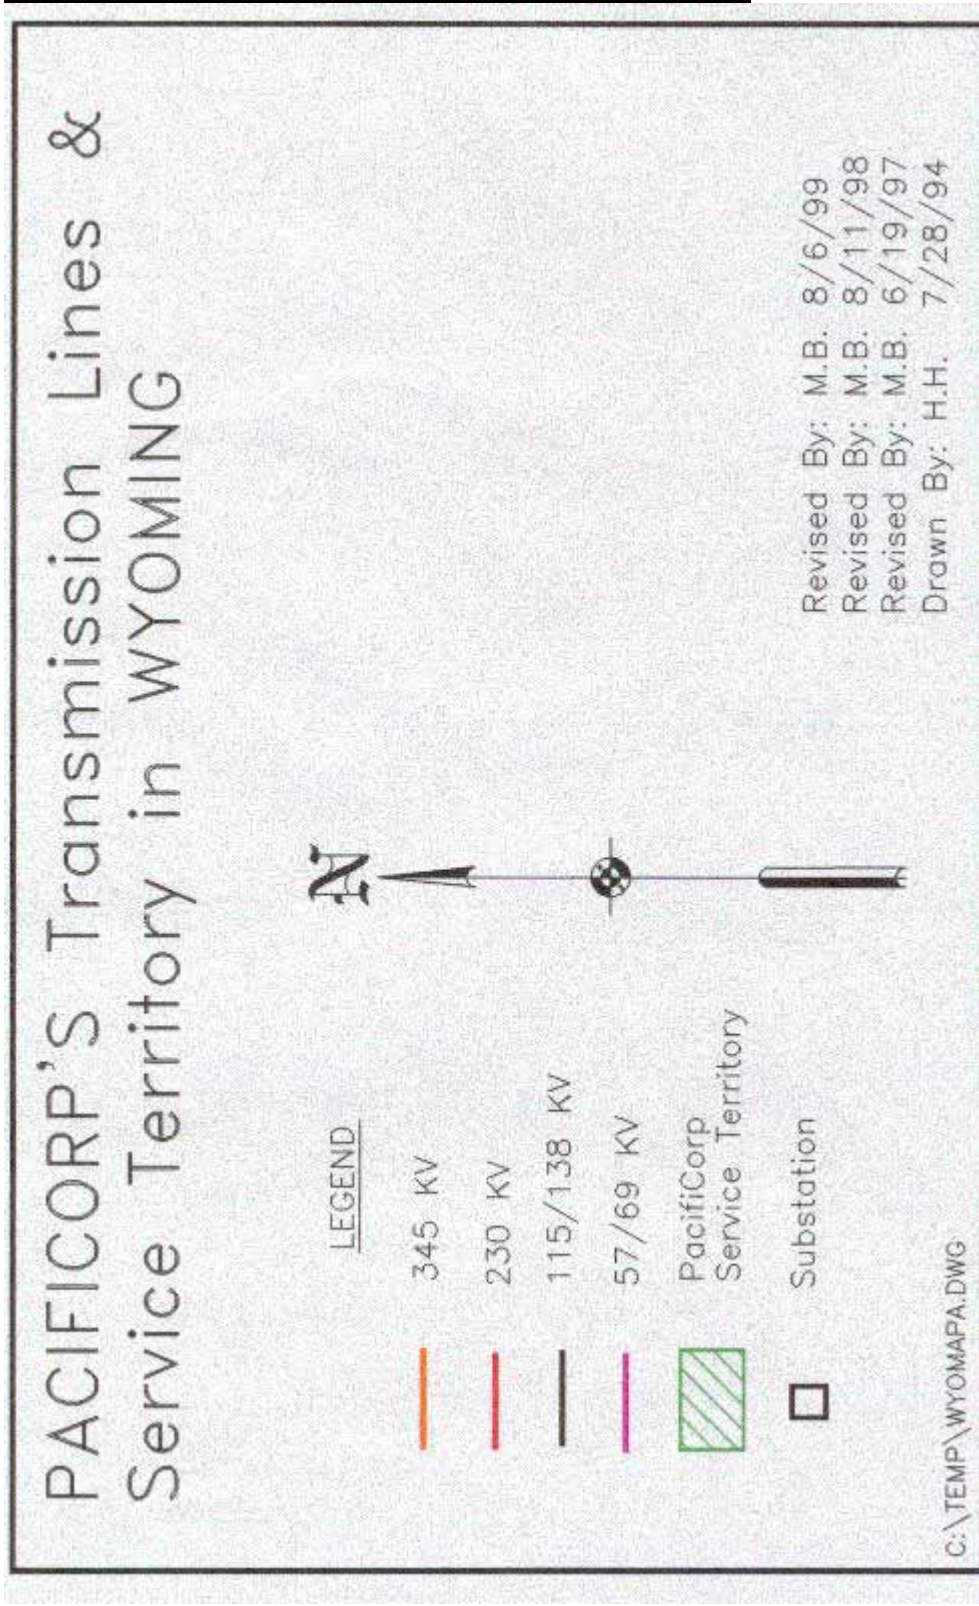 PACIFICORP'S Transmission Lines &
Service Territory in WYOMING
LEGEND
345 KV
230 KV
115/138 KV
57/69 KV
PacifiCorp
Service Territory
Substation
N
Revised By: M.B. 8/6/99
Revised By: M.B. 8/11/98
Revised By: M.B. 6/19/97
Drawn By: H.H. 7/28/94
C:\TEMP\WYOMAPA.DWG